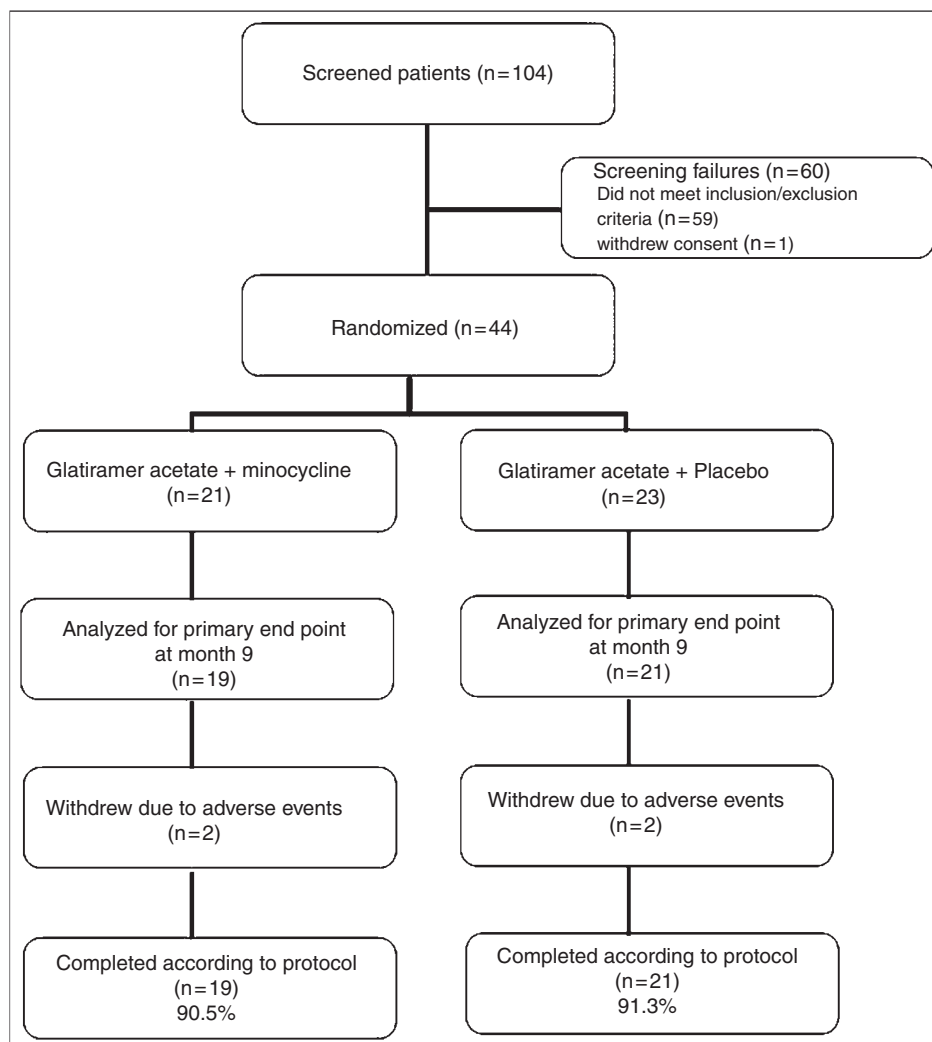 Screened patients (n=104)
Screening failures (n=60)
Did not meet inclusion/exclusion
criteria (n=59)
withdrew consent (n=1)
Randomized (n=44)
Glatiramer acetate + minocycline
(n=21)
Glatiramer acetate + Placebo
(n=23)
Analyzed for primary end point
at month 9
(n=19)
Analyzed for primary end point
at month 9
(n=21)
Withdrew due to adverse events
(n=2)
Withdrew due to adverse events
(n=2)
Completed according to protocol
(n=19)
90.5%
Completed according to protocol
(n=21)
91.3%